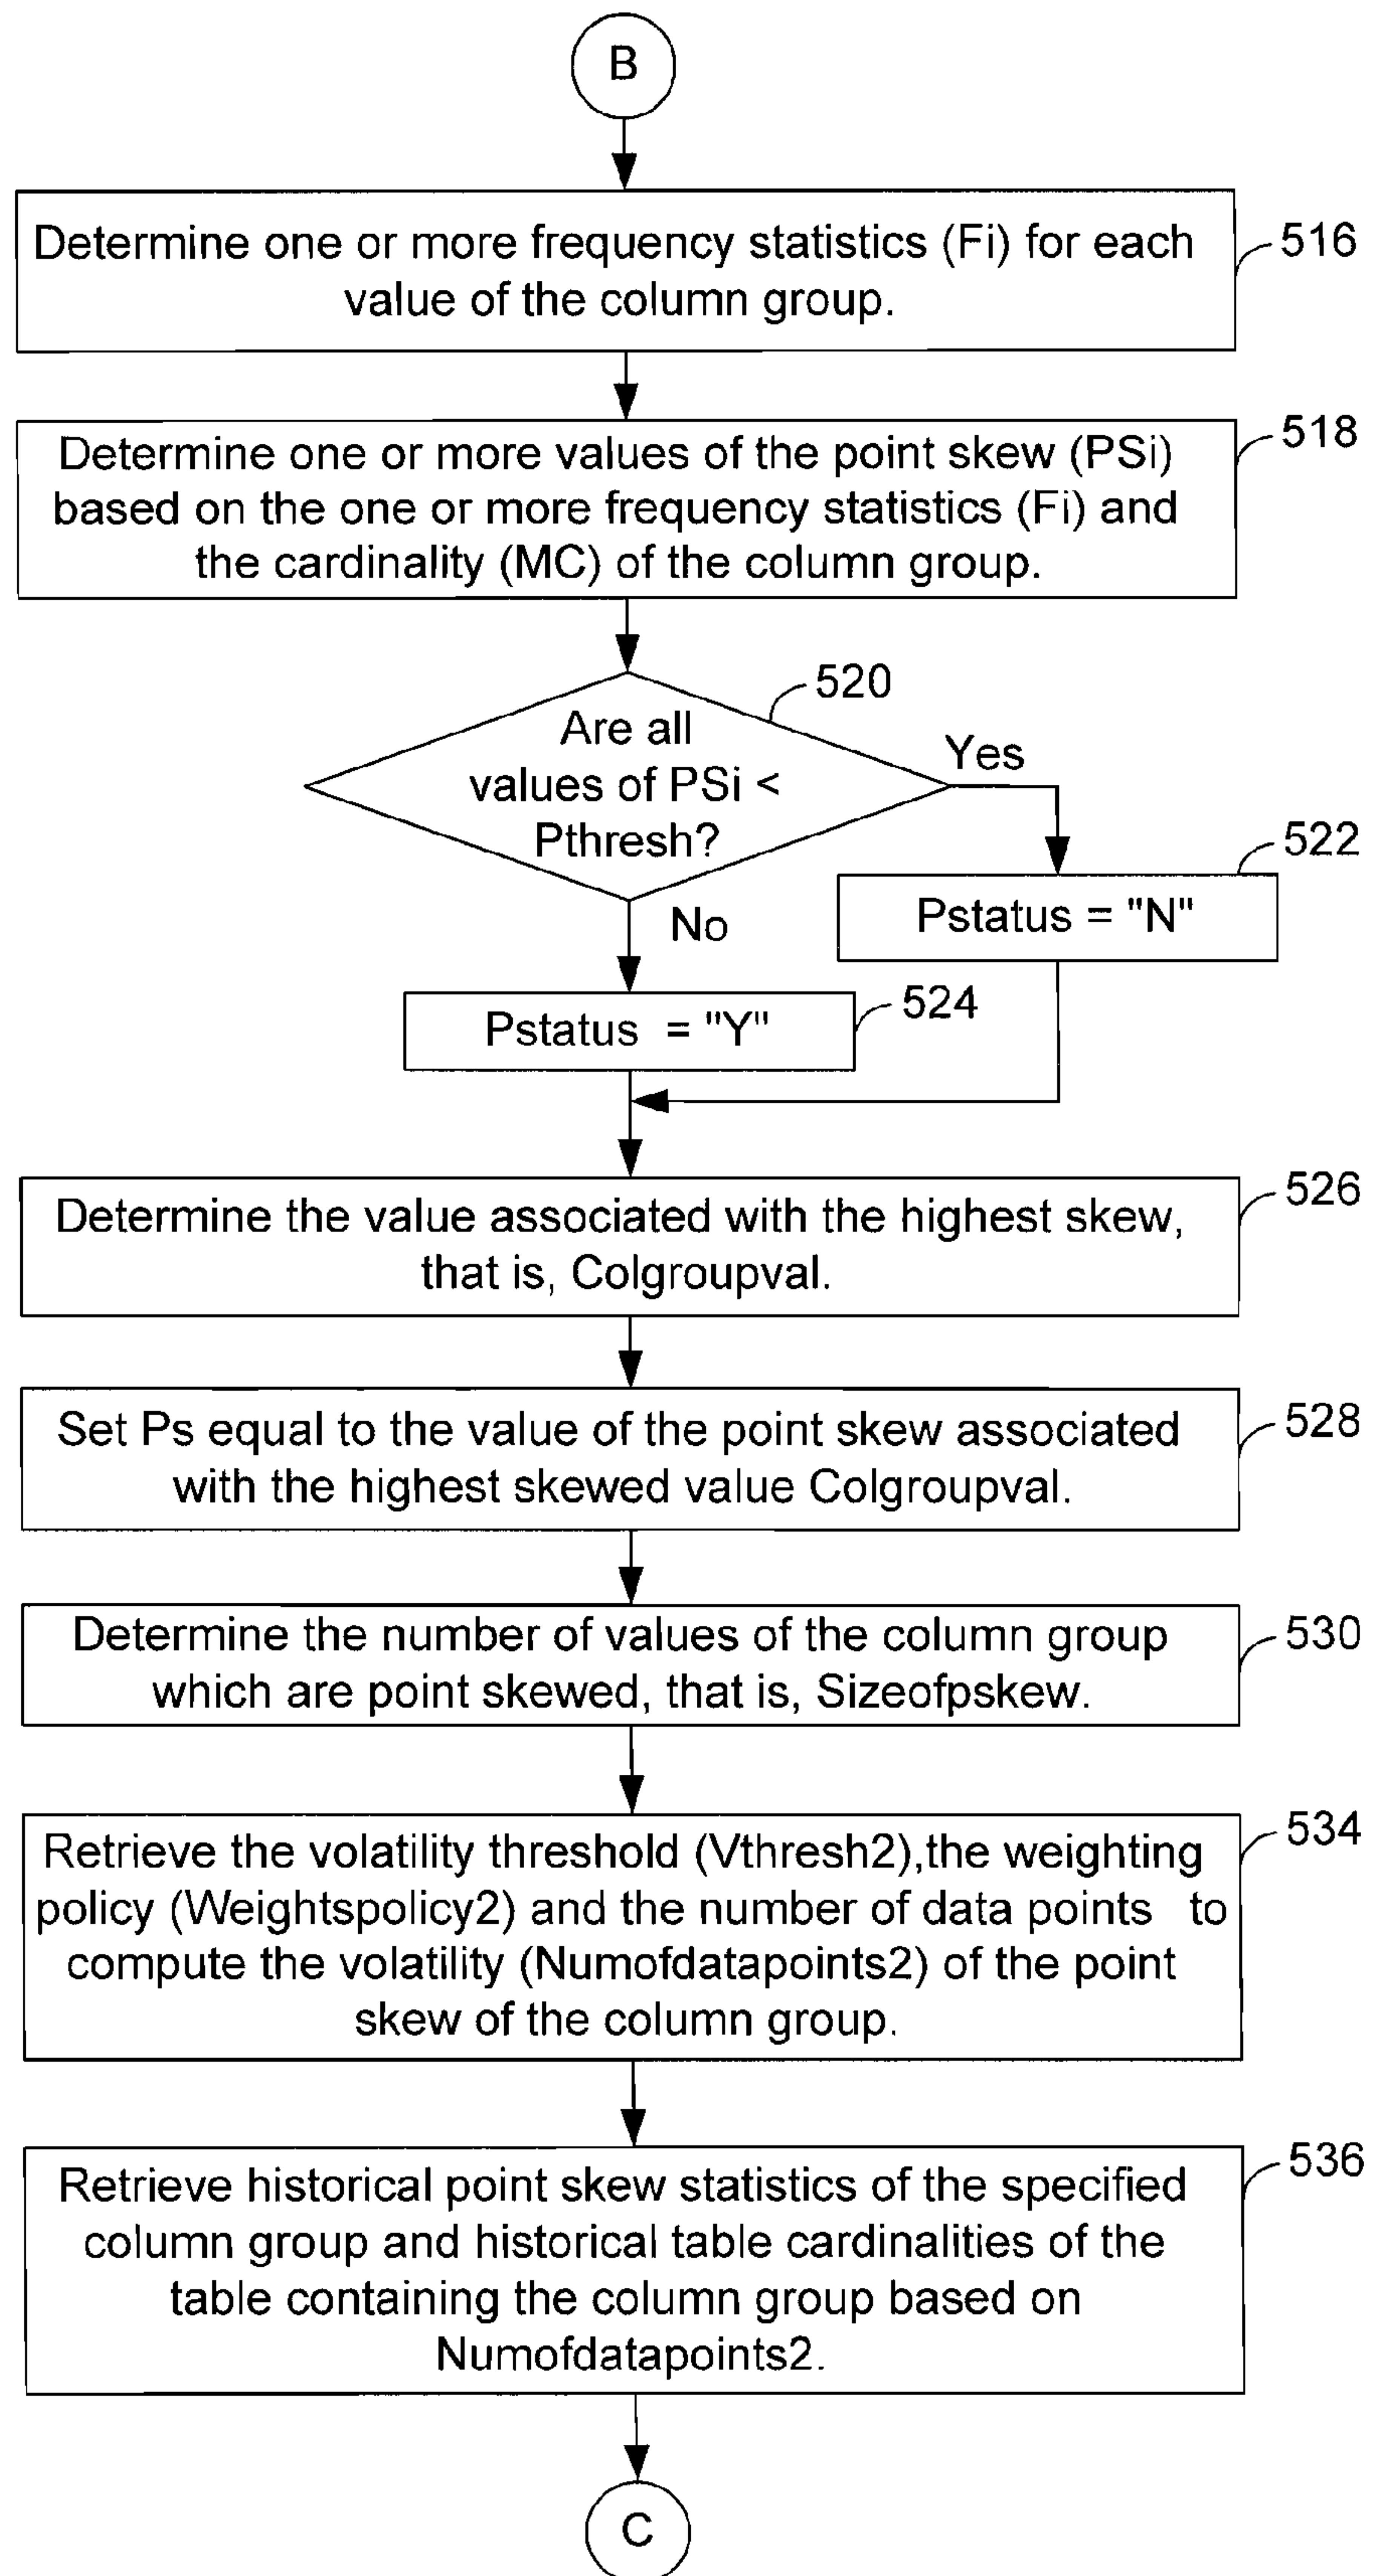 B
Determine one or more frequency statistics (Fi) for each
value of the column group.
516
Determine one or more values of the point skew (PSi)
based on the one or more frequency statistics (Fi) and
the cardinality (MC) of the column group.
518
520
Are all
values of PSi <
Pthresh?
Yes
522
Pstatus = "N"
No
524
Pstatus = "Y"
526
Determine the value associated with the highest skew,
that is, Colgroupval.
528
Set Ps equal to the value of the point skew associated
with the highest skewed value Colgroupval.
530
Determine the number of values of the column group
which are point skewed, that is, Sizeofpskew.
534
Retrieve the volatility threshold (Vthresh2),the weighting
policy (Weightspolicy2) and the number of data points to
compute the volatility (Numofdatapoints2) of the point
skew of the column group.
536
Retrieve historical point skew statistics of the specified
column group and historical table cardinalities of the
table containing the column group based on
Numofdatapoints2.
C